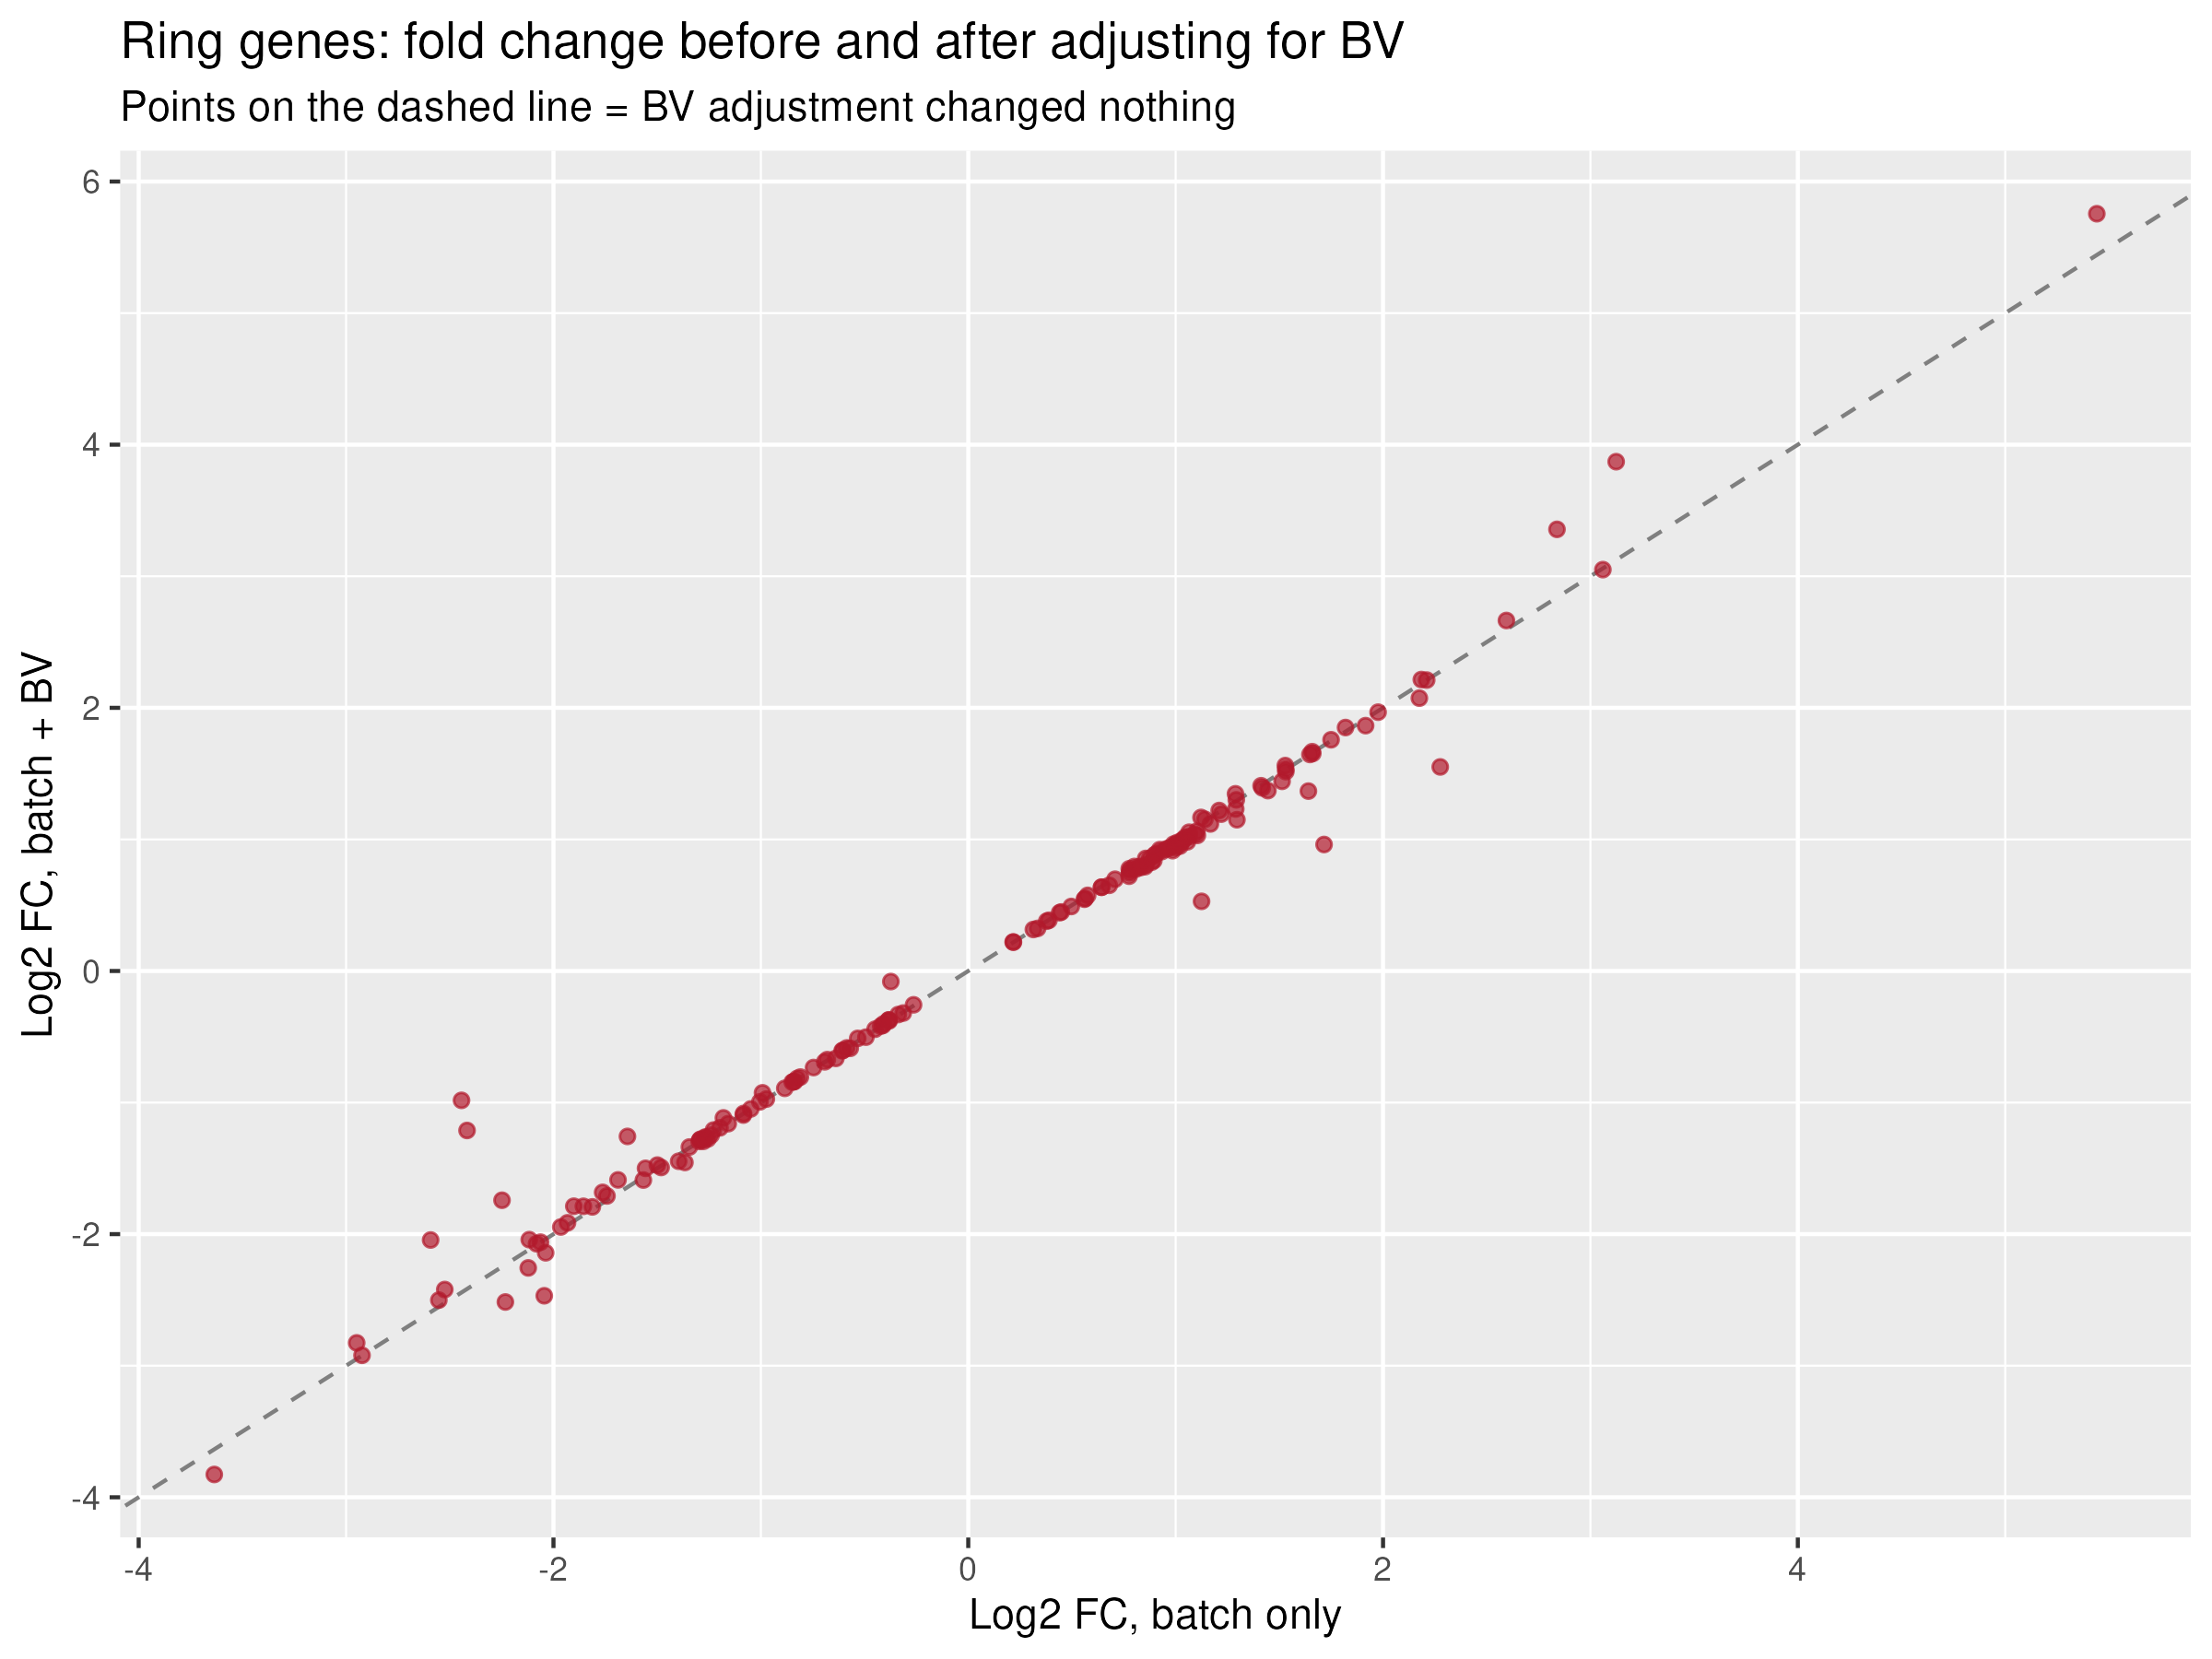 Ring genes: fold change before and after adjusting for BV
Points on the dashed line = BV adjustment changed nothing
Log2 FC, batch + BV
6
4
2
0
-2
-4
-4
-2
0
2
4
Log2 FC, batch only